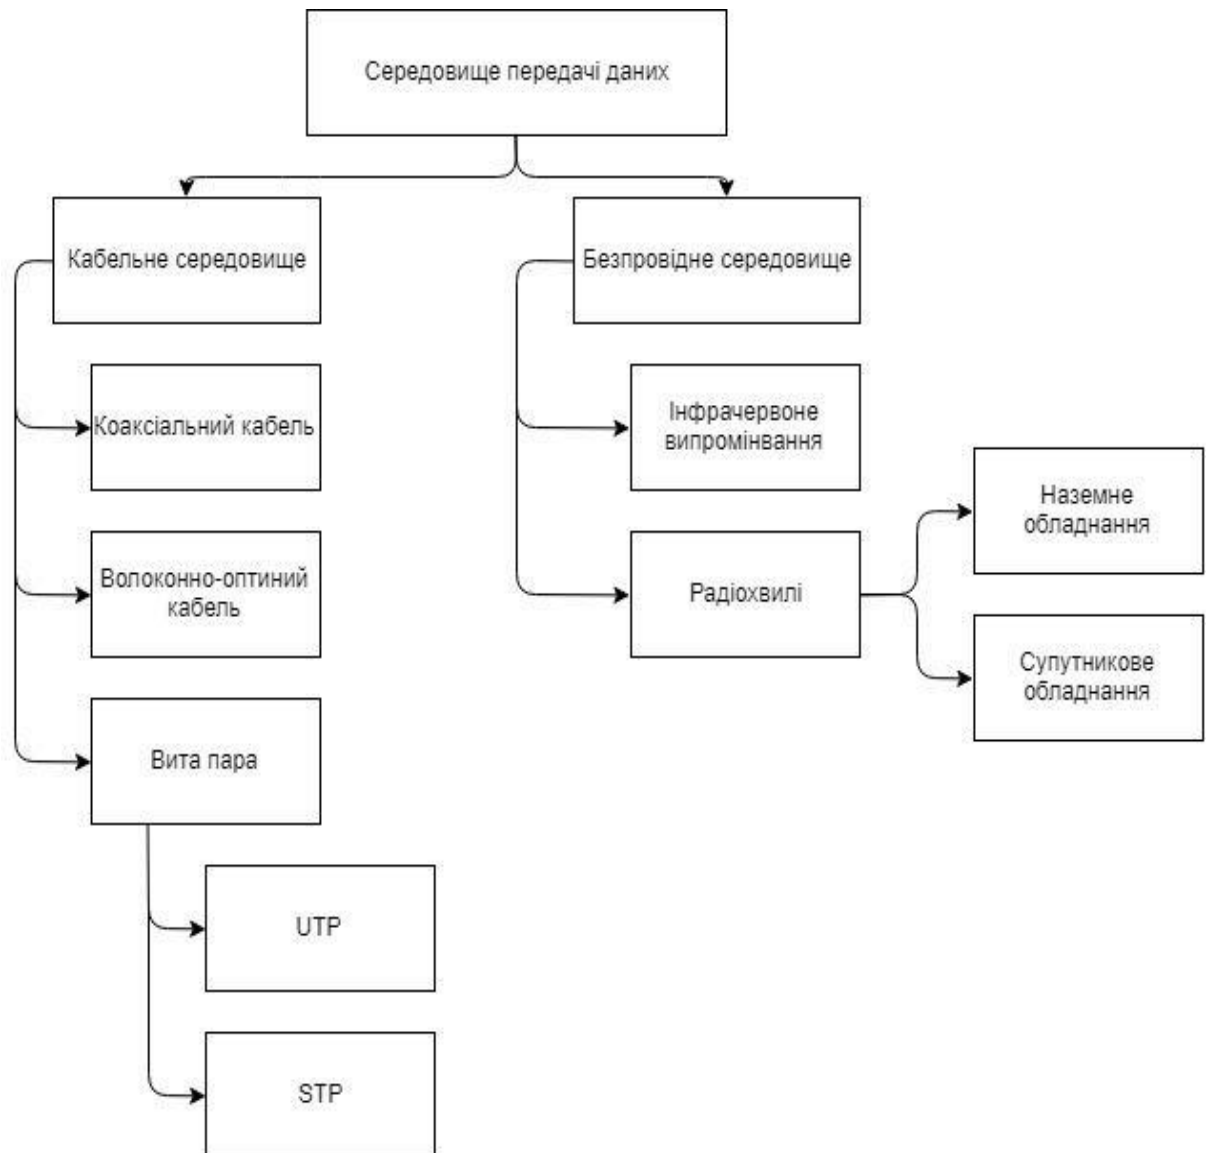 Середовище передачі даних
Кабельне середовище
Безпровідне середовище
Коаксіальний кабель
Інфрачервоне
випромінвання
Волоконно-оптиний
кабель
Радіохвилі
Наземне
обладнання
Супутникове
обладнання
Вита пара
UTP
STP